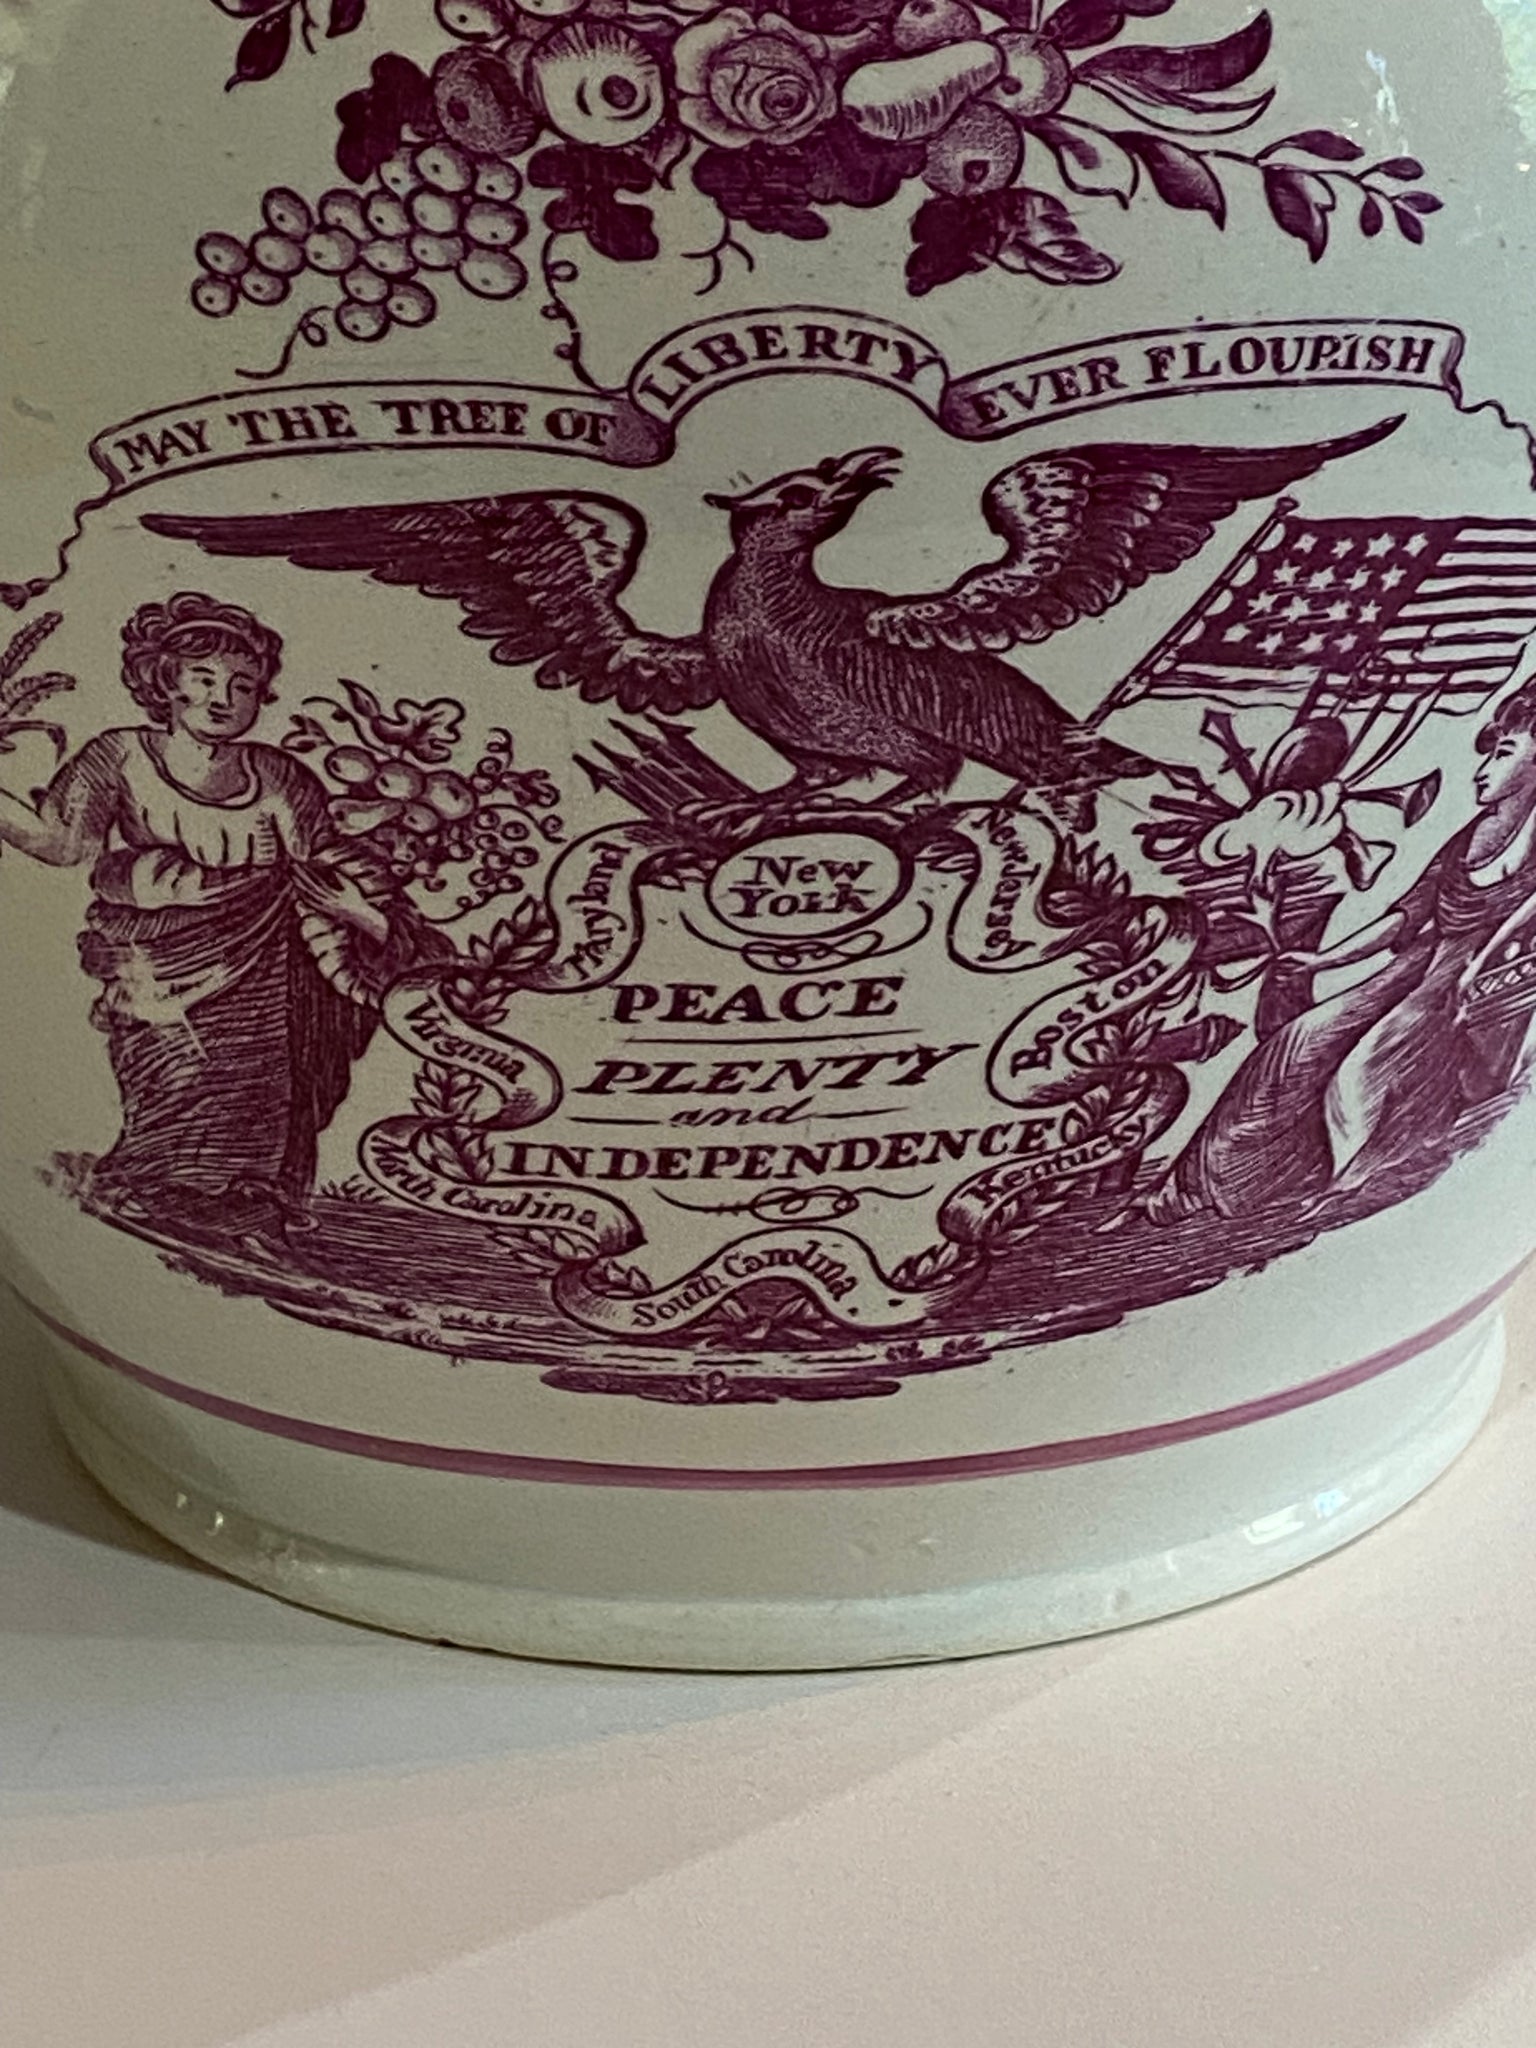 MAY THE TREE OF LIBERTY EVER FLOURISH
New
York
Maryland
New Jersey
Virginia
Boston
North Carolina
Kentucky
South Carolina
PEACE
PLENTY
and
INDEPENDENCE